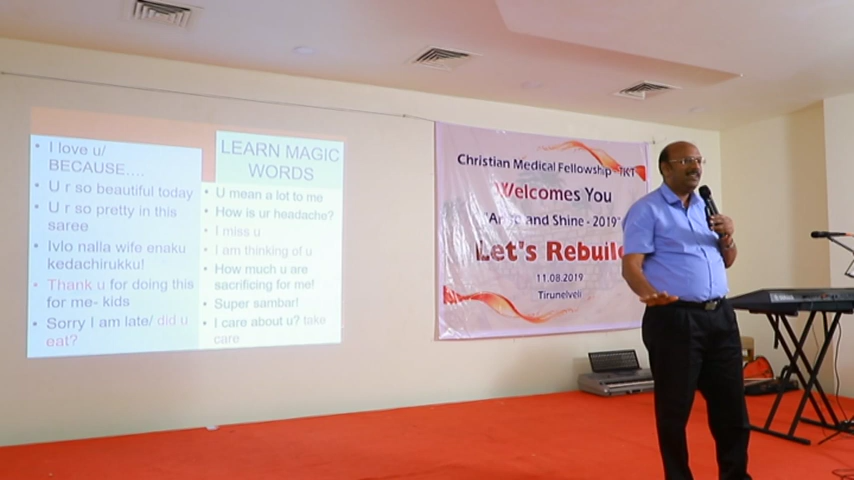 I love u/
BECAUSE....
U r so beautiful today
U r so pretty in this
saree
Ivlo nalla wife enaku
kedachirukku!
Thank u for doing this
for me- kids
Sorry I am late/ did u
eat?
LEARN MAGIC
WORDS
U mean a lot to me
How is ur headache?
I miss u
I am thinking of u
How much u are
sacrificing for me!
Super sambar!
I care about u? take
care
Christian Medical Fellowship - TKT
Welcomes You
and Shine - 2019"
Let's Rebuild
11.08.2019
Tirunelveli